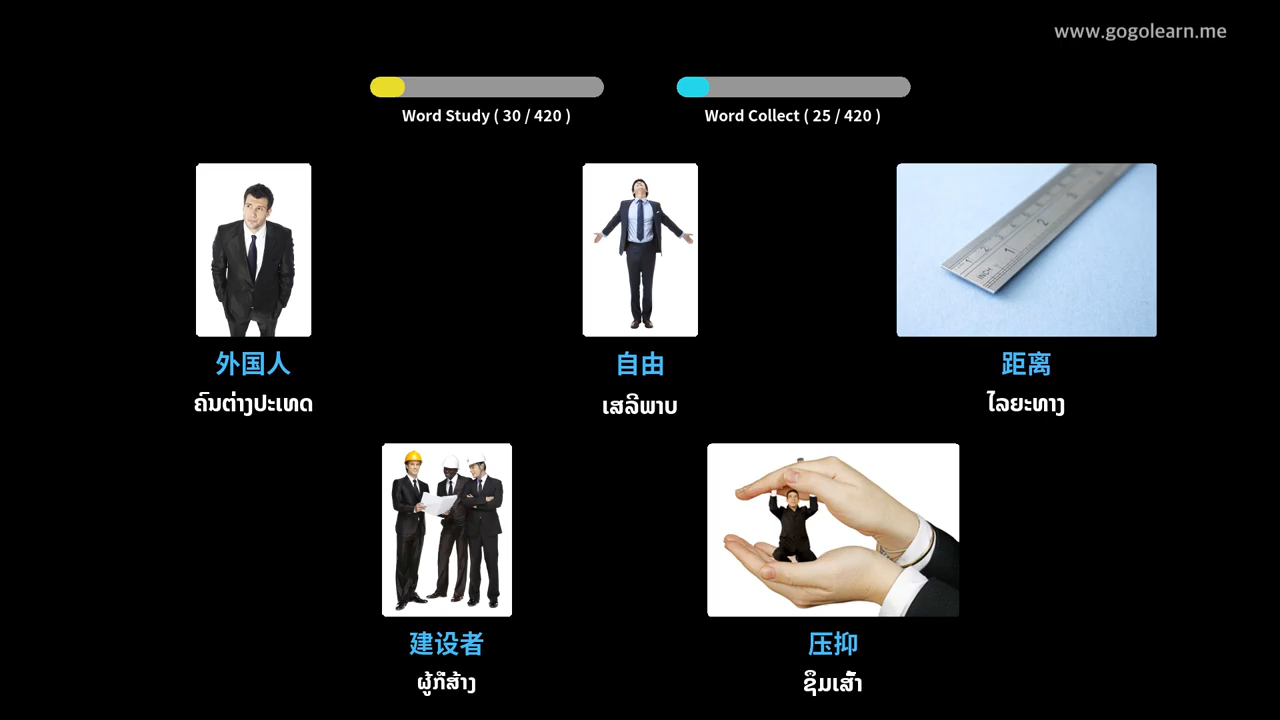 www.gogolearn.me
Word Study ( 30 / 420 )
Word Collect ( 25 / 420 )
外国人
ຄົນຕ່າງປະເທດ
自由
ເສລີພາບ
距离
ໄລຍະທາງ
建设者
ຜູ້ກໍ່ສ້າງ
压抑
ຊຶມເສົ້າ